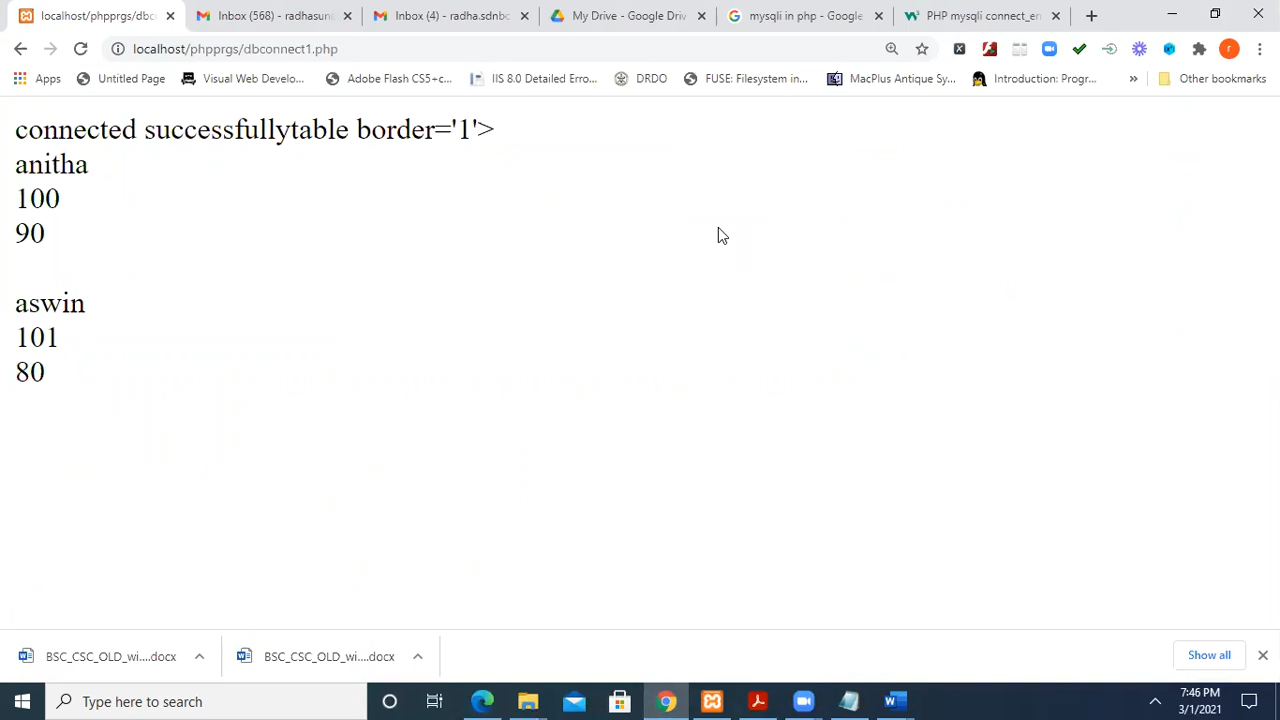 localhost/phpprgs/dbc
Inbox (568) - radhasun
Inbox (4) - radha.sdnbc
My Drive - Google Driv
mysqli in php - Google
PHP mysqli connect_er
localhost/phpprgs/dbconnect1.php
r
Apps
Untitled Page
Visual Web Develo...
Adobe Flash CS5+c...
IIS 8.0 Detailed Erro...
DRDO
FUSE: Filesystem in...
MacPlus Antique Sy...
Introduction: Progr...
»
Other bookmarks
connected successfullytable border='1'>
anitha
100
90
aswin
101
80
BSC_CSC_OLD_wi....docx
BSC_CSC_OLD_wi....docx
Show all
Type here to search
7:46 PM
3/1/2021